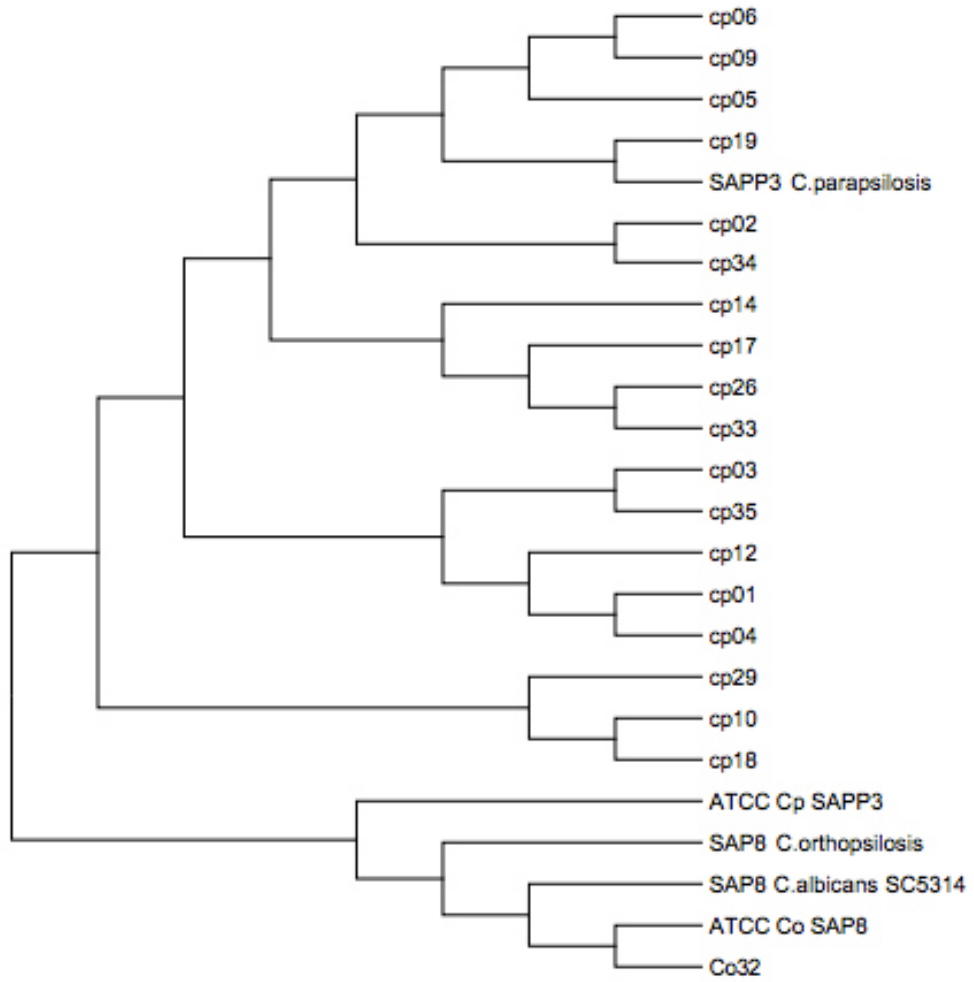 cp06
cp09
cp05
cp19
SAPP3 C.parapsilosis
cp02
cp34
cp14
cp17
cp26
cp33
cp03
cp35
cp12
cp01
cp04
cp29
cp10
cp18
ATCC Cp SAPP3
SAP8 C.orthopsilosis
SAP8 C.albicans SC5314
ATCC Co SAP8
Co32